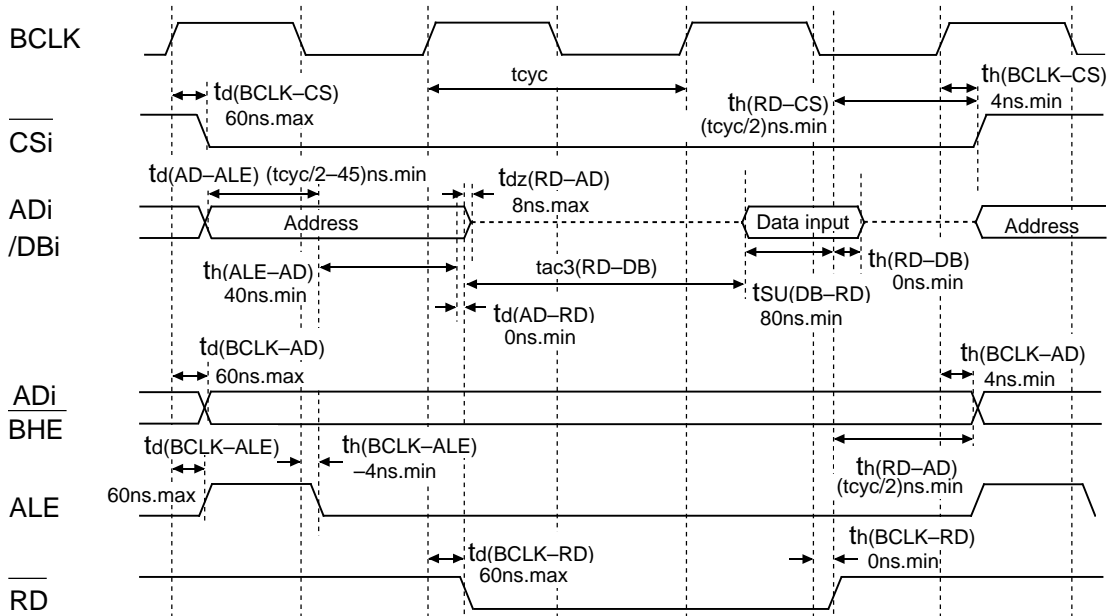 BCLK
tcyc
td(BCLK–CS)
60ns.max
th(RD–CS)
(tcyc/2)ns.min
th(BCLK–CS)
4ns.min
CSi
td(AD–ALE) (tcyc/2–45)ns.min
tdz(RD–AD)
8ns.max
ADi
/DBi
Address
Data input
Address
th(ALE–AD)
40ns.min
tac3(RD–DB)
th(RD–DB)
0ns.min
tSU(DB–RD)
80ns.min
td(AD–RD)
0ns.min
td(BCLK–AD)
60ns.max
th(BCLK–AD)
4ns.min
ADi
BHE
td(BCLK–ALE)
60ns.max
th(BCLK–ALE)
–4ns.min
th(RD–AD)
(tcyc/2)ns.min
ALE
td(BCLK–RD)
60ns.max
th(BCLK–RD)
0ns.min
RD